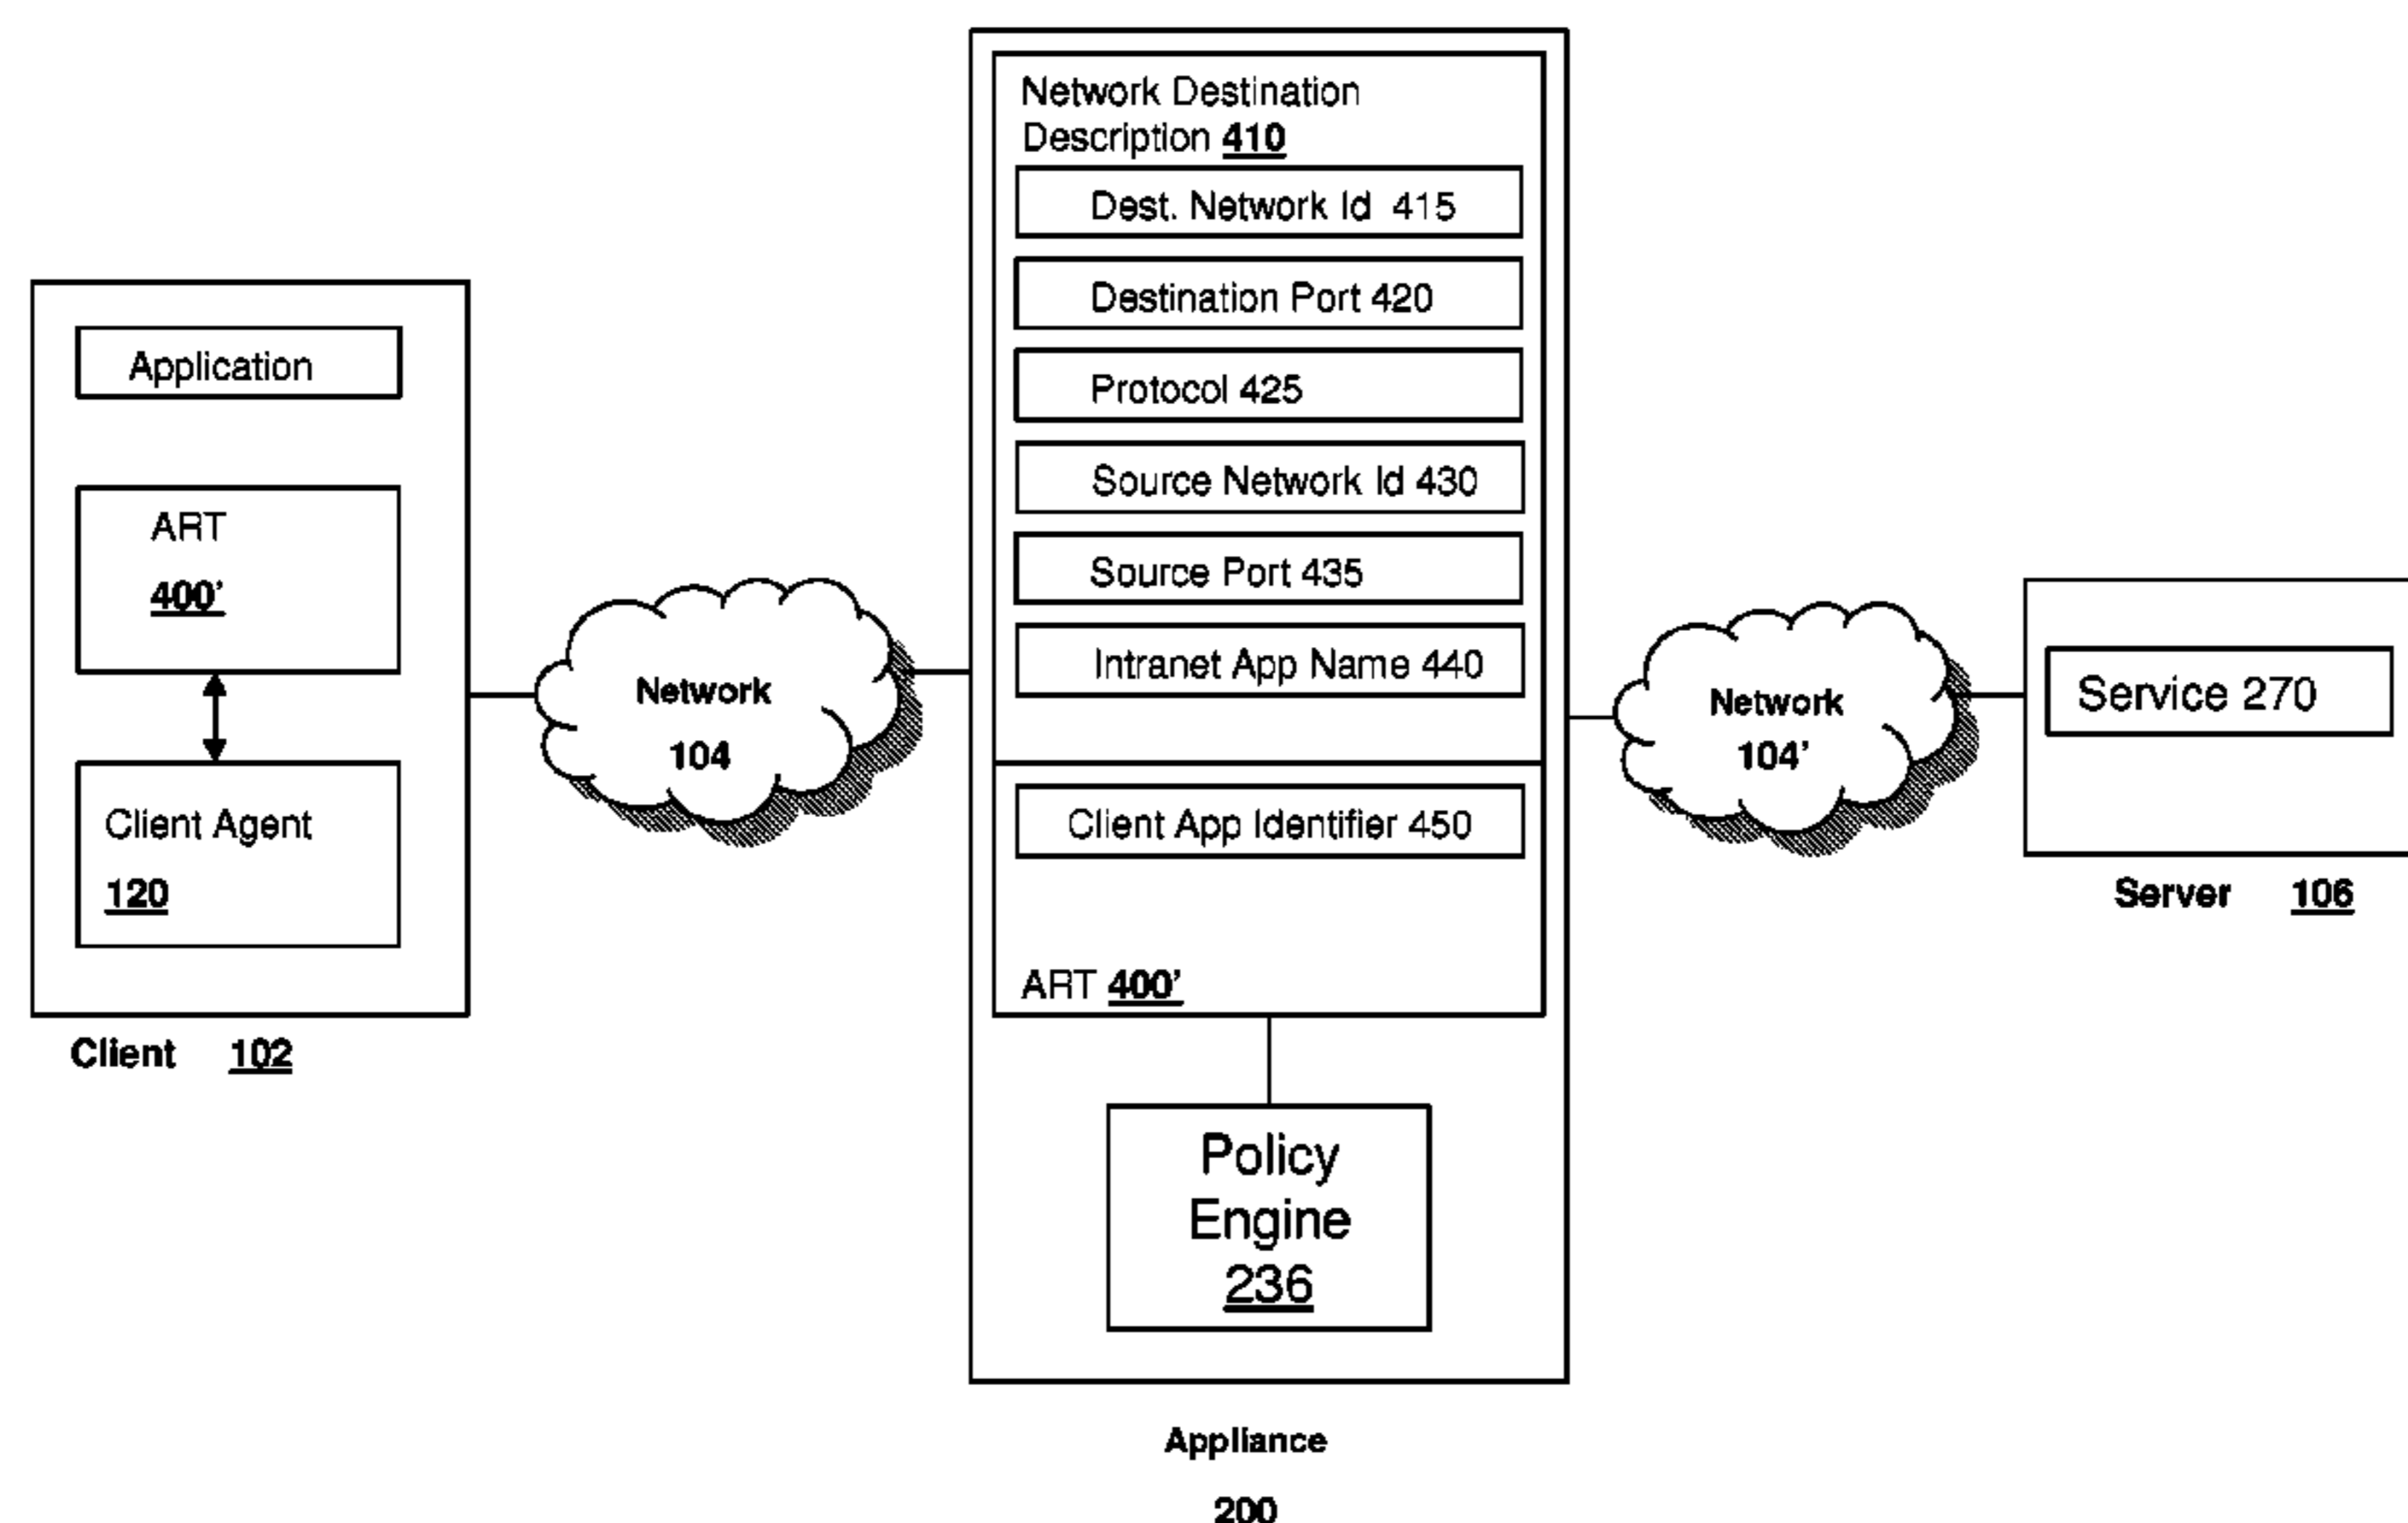 Application
ART
400'
Client Agent
120
Client 102
Network
104
Network Destination
Description 410
Dest. Network Id 415
Destination Port 420
Protocol 425
Source Network Id 430
Source Port 435
Intranet App Name 440
Client App Identifier 450
ART 400'
Policy
Engine
236
Appliance
200
Network
104'
Service 270
Server 106